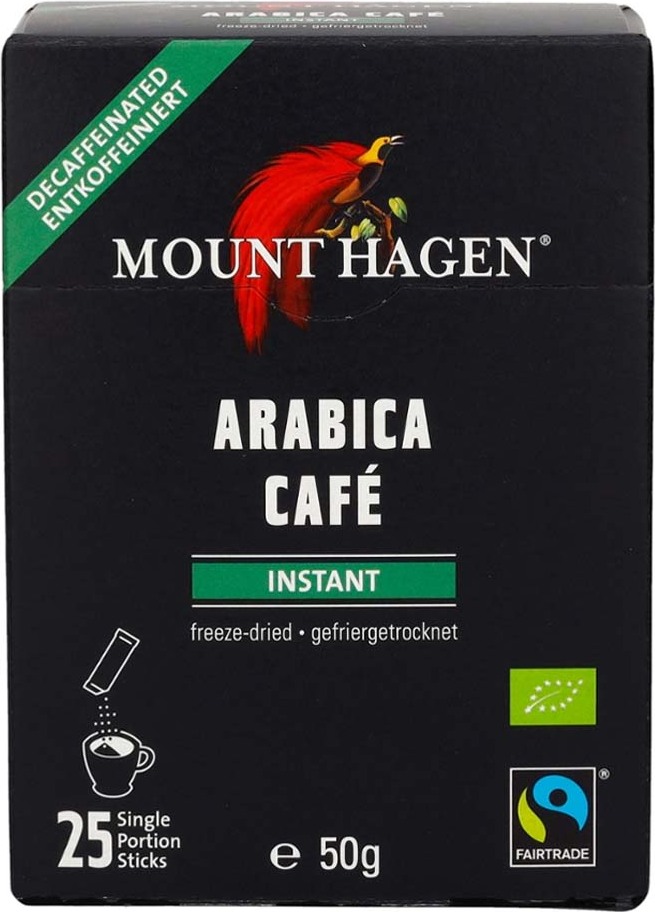 ARABICA CAFÉ
INSTANT
freeze-dried • gefriergetrocknet
DECAFFEINATED
ENTKOFFEINIERT
MOUNT HAGEN®
ARABICA
CAFÉ
INSTANT
freeze-dried • gefriergetrocknet
25 Single
Portion
Sticks
℮ 50g
FAIRTRADE
®